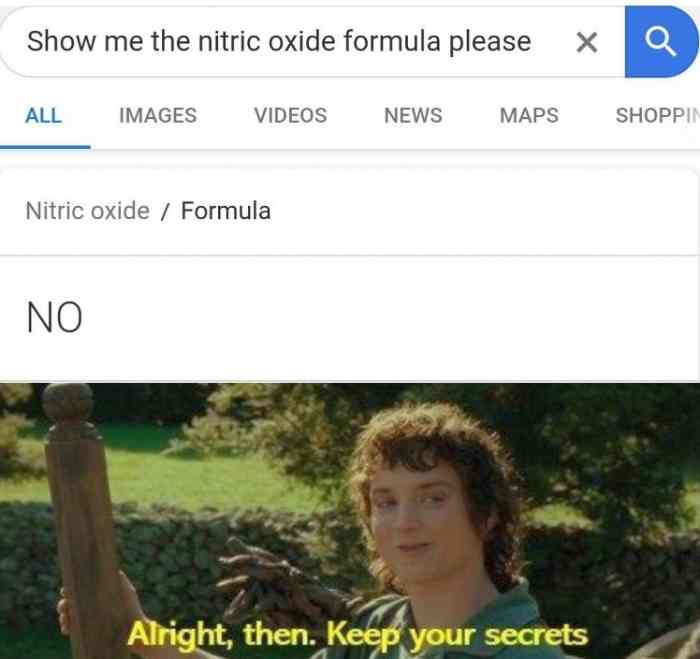 Show me the nitric oxide formula please
ALL IMAGES VIDEOS NEWS MAPS SHOPPIN
Nitric oxide / Formula
NO
Alright, then. Keep your secrets